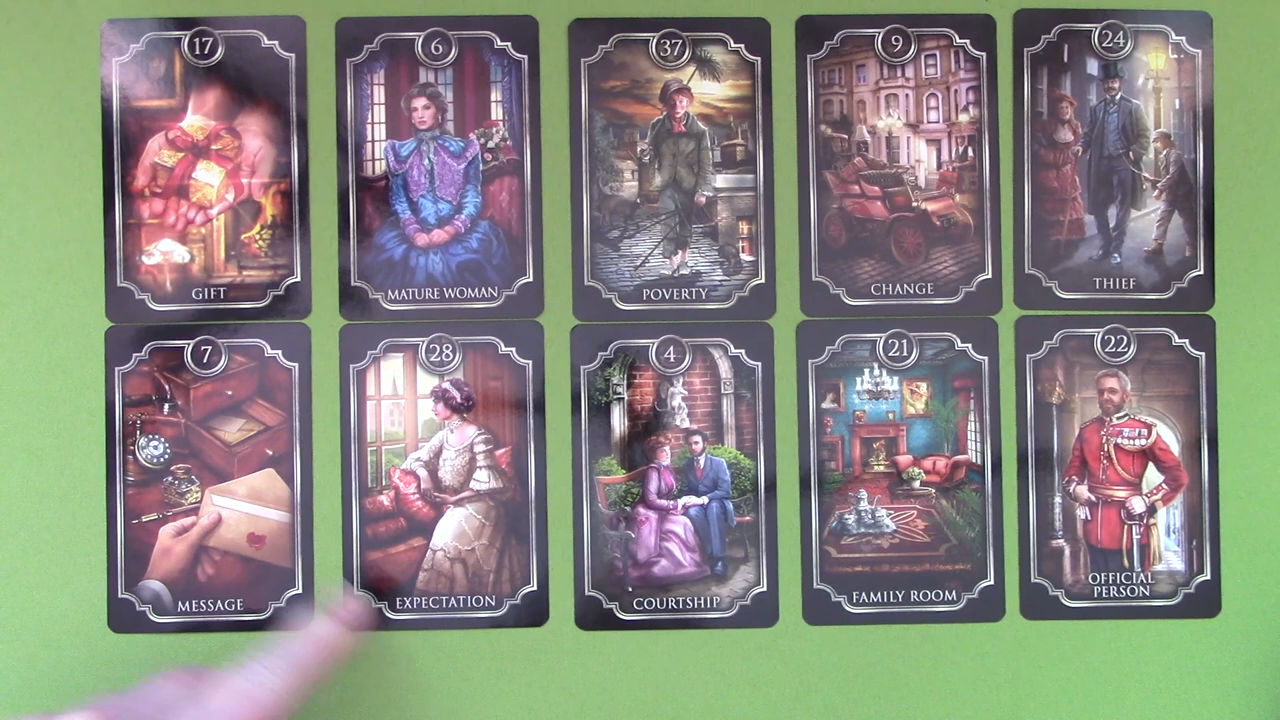 17
GIFT
6
MATURE WOMAN
37
POVERTY
9
CHANGE
24
THIEF
7
MESSAGE
28
EXPECTATION
4
COURTSHIP
21
FAMILY ROOM
22
OFFICIAL
PERSON